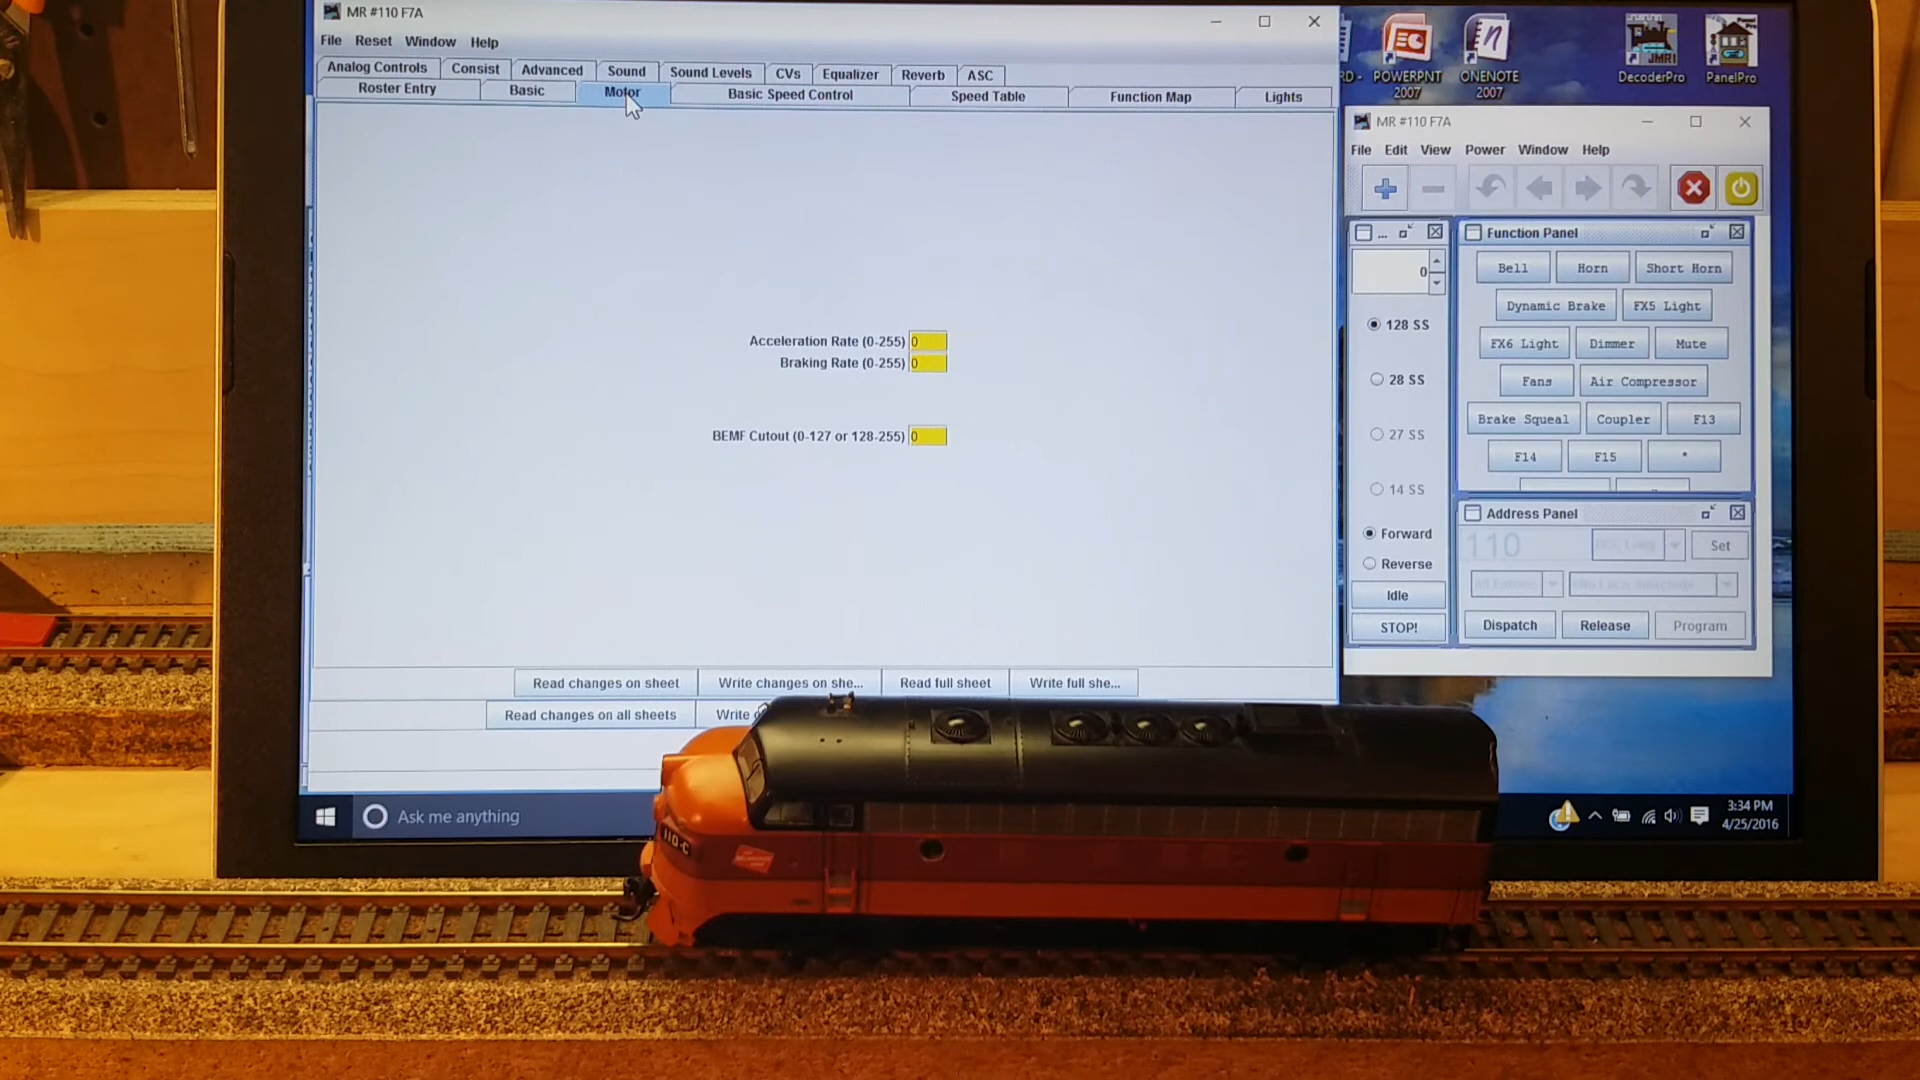 MR #110 F7A
File Reset Window Help
Analog Controls Consist Advanced Sound Sound Levels CVs Equalizer Reverb ASC
Roster Entry Basic Motor Basic Speed Control Speed Table Function Map Lights
Acceleration Rate (0-255) 0
Braking Rate (0-255) 0
BEMF Cutout (0-127 or 128-255) 0
Read changes on sheet Write changes on she... Read full sheet Write full she...
Read changes on all sheets Write
Ask me anything
POWERPNT 2007
ONENOTE 2007
DecoderPro
PanelPro
JMRI
MR #110 F7A
File Edit View Power Window Help
...
0
128 SS
28 SS
27 SS
14 SS
Forward
Reverse
Idle
STOP!
Function Panel
Bell Horn Short Horn
Dynamic Brake FX5 Light
FX6 Light Dimmer Mute
Fans Air Compressor
Brake Squeal Coupler F13
F14 F15 *
Address Panel
110 Set
Dispatch Release Program
3:34 PM
4/25/2016
110-C